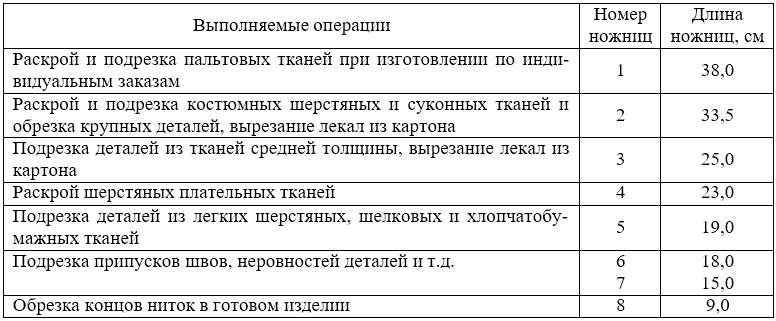 Выполняемые операции Номер ножниц Длина ножниц, см
Раскрой и подрезка пальтовых тканей при изготовлении по инди-
видуальным заказам 1 38,0
Раскрой и подрезка костюмных шерстяных и суконных тканей и
обрезка крупных деталей, вырезание лекал из картона 2 33,5
Подрезка деталей из тканей средней толщины, вырезание лекал из
картона 3 25,0
Раскрой шерстяных плательных тканей 4 23,0
Подрезка деталей из легких шерстяных, шелковых и хлопчатобу-
мажных тканей 5 19,0
Подрезка припусков швов, неровностей деталей и т.д. 6 18,0
7 15,0
Обрезка концов ниток в готовом изделии 8 9,0